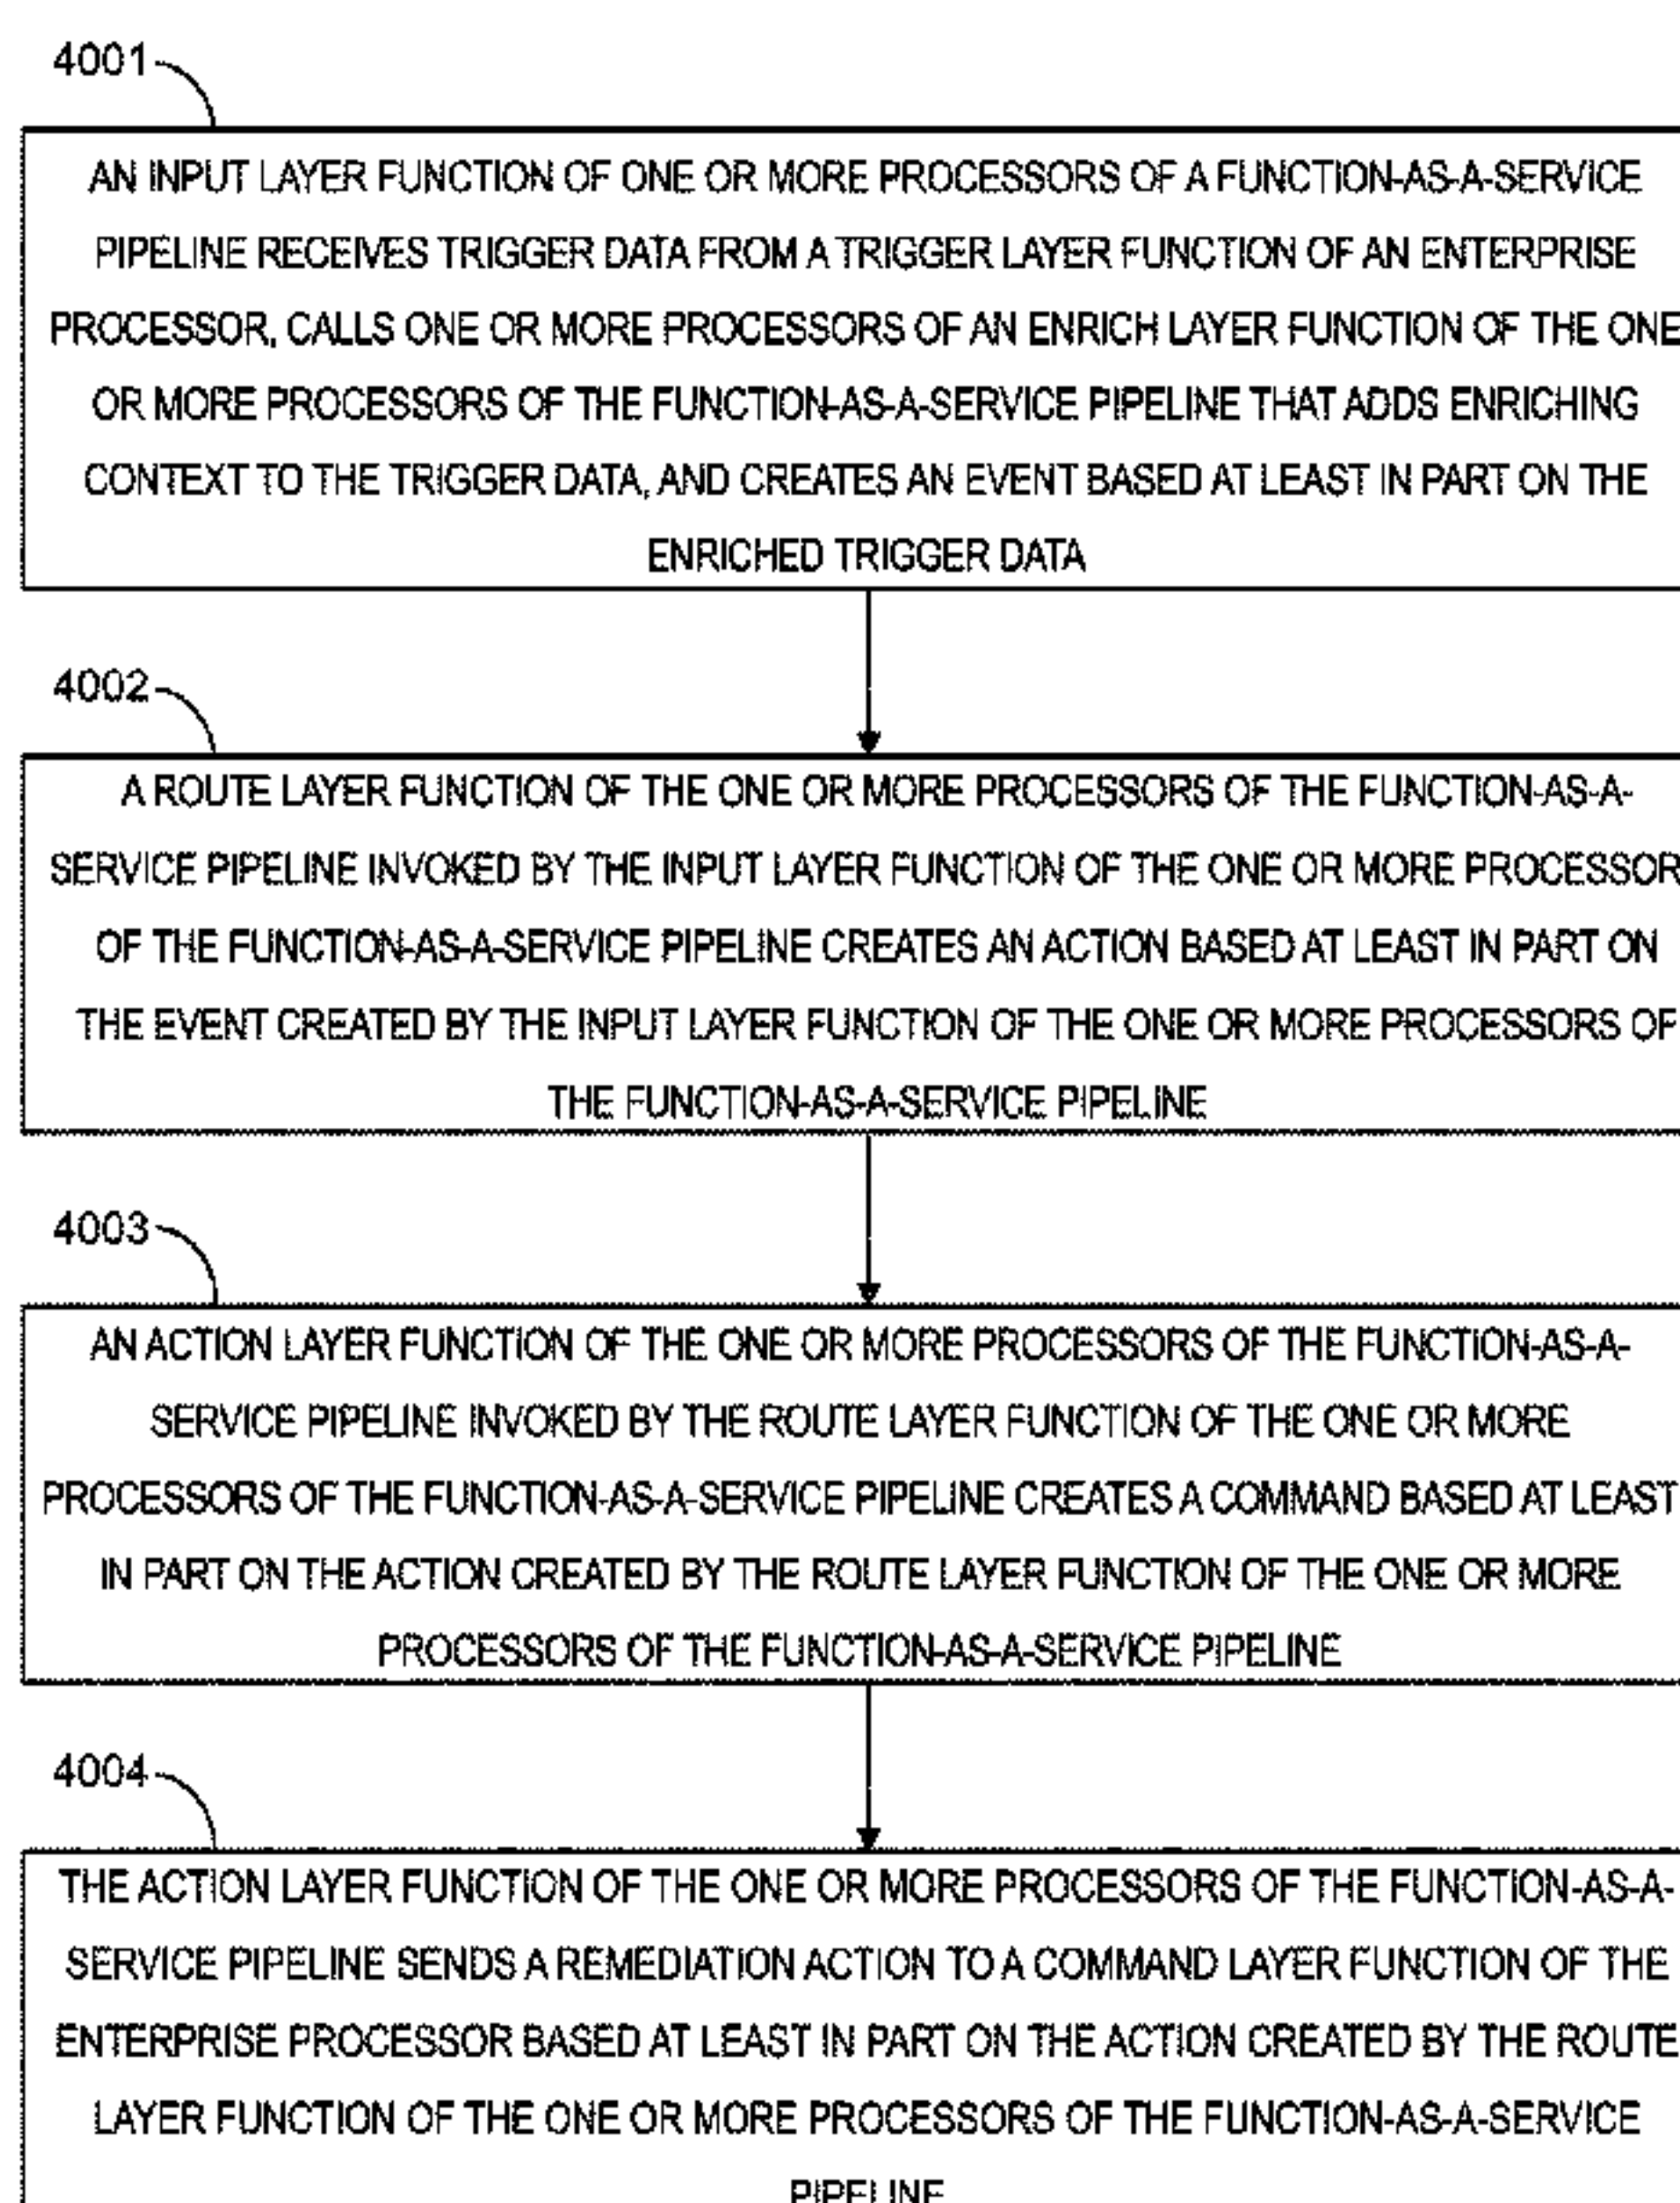 4001
AN INPUT LAYER FUNCTION OF ONE OR MORE PROCESSORS OF A FUNCTION-AS-A-SERVICE
PIPELINE RECEIVES TRIGGER DATA FROM A TRIGGER LAYER FUNCTION OF AN ENTERPRISE
PROCESSOR, CALLS ONE OR MORE PROCESSORS OF AN ENRICH LAYER FUNCTION OF THE ONE
OR MORE PROCESSORS OF THE FUNCTION-AS-A-SERVICE PIPELINE THAT ADDS ENRICHING
CONTEXT TO THE TRIGGER DATA, AND CREATES AN EVENT BASED AT LEAST IN PART ON THE
ENRICHED TRIGGER DATA
4002
A ROUTE LAYER FUNCTION OF THE ONE OR MORE PROCESSORS OF THE FUNCTION-AS-A-
SERVICE PIPELINE INVOKED BY THE INPUT LAYER FUNCTION OF THE ONE OR MORE PROCESSOR
OF THE FUNCTION-AS-A-SERVICE PIPELINE CREATES AN ACTION BASED AT LEAST IN PART ON
THE EVENT CREATED BY THE INPUT LAYER FUNCTION OF THE ONE OR MORE PROCESSORS OF
THE FUNCTION-AS-A-SERVICE PIPELINE
4003
AN ACTION LAYER FUNCTION OF THE ONE OR MORE PROCESSORS OF THE FUNCTION-AS-A-
SERVICE PIPELINE INVOKED BY THE ROUTE LAYER FUNCTION OF THE ONE OR MORE
PROCESSORS OF THE FUNCTION-AS-A-SERVICE PIPELINE CREATES A COMMAND BASED AT LEAST
IN PART ON THE ACTION CREATED BY THE ROUTE LAYER FUNCTION OF THE ONE OR MORE
PROCESSORS OF THE FUNCTION-AS-A-SERVICE PIPELINE
4004
THE ACTION LAYER FUNCTION OF THE ONE OR MORE PROCESSORS OF THE FUNCTION-AS-A-
SERVICE PIPELINE SENDS A REMEDIATION ACTION TO A COMMAND LAYER FUNCTION OF THE
ENTERPRISE PROCESSOR BASED AT LEAST IN PART ON THE ACTION CREATED BY THE ROUTE
LAYER FUNCTION OF THE ONE OR MORE PROCESSORS OF THE FUNCTION-AS-A-SERVICE
PIPELINE